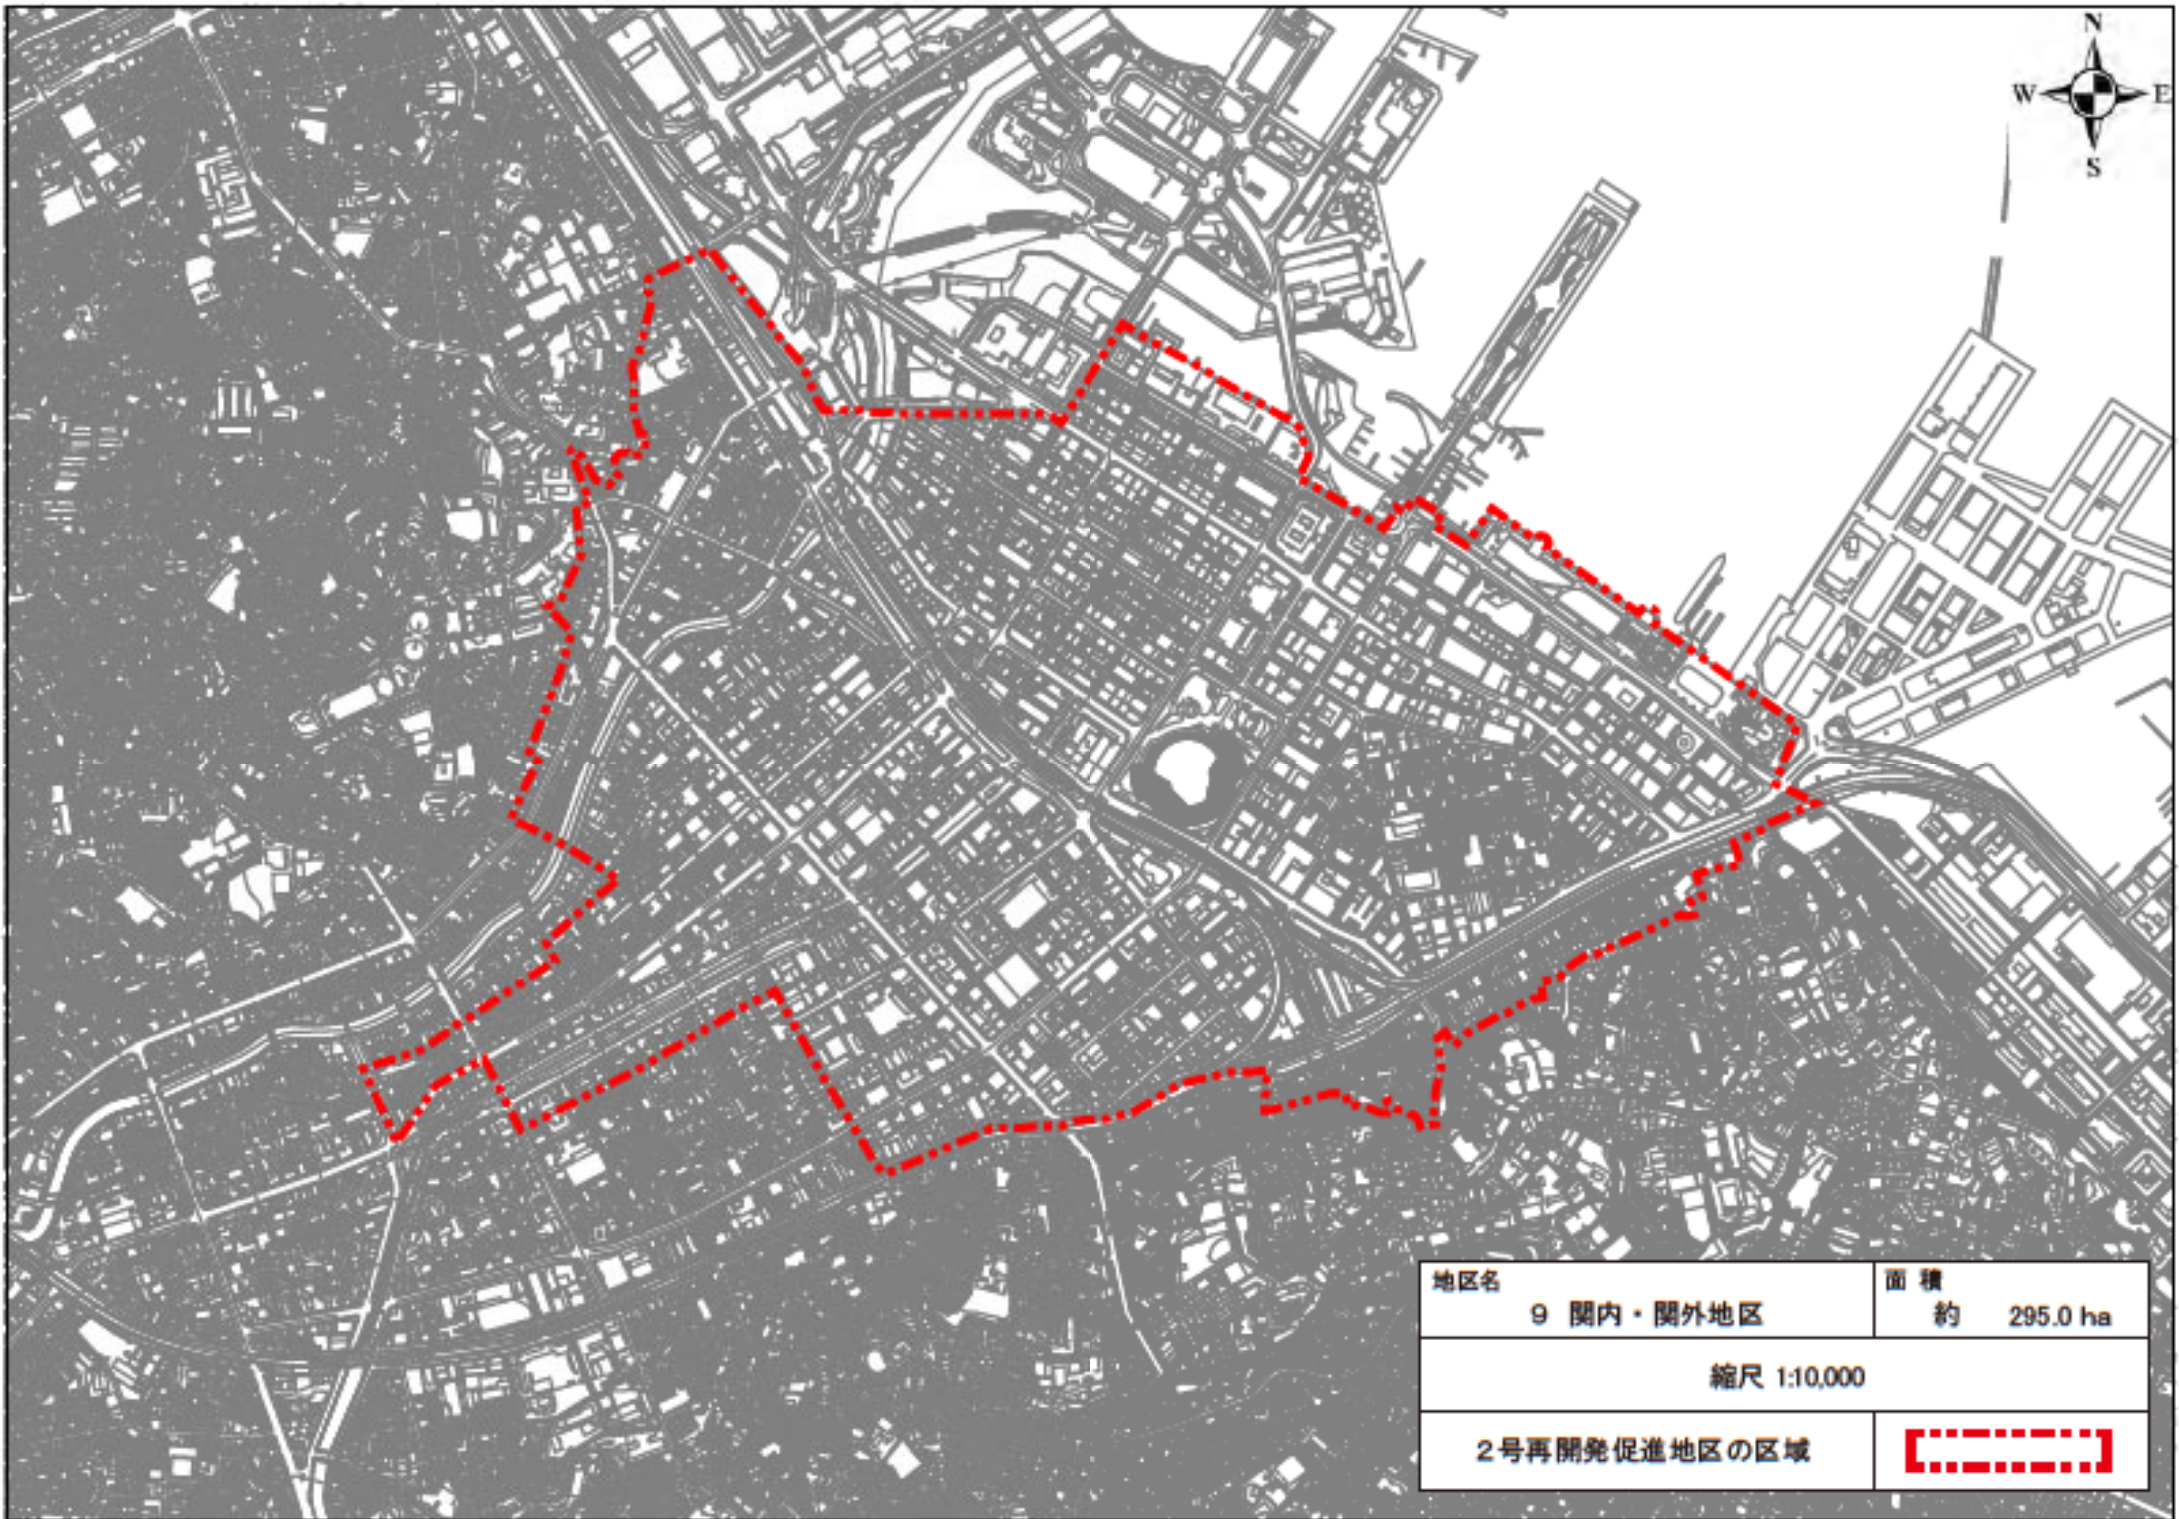 N
W E
S
地区名
9 関内・関外地区
面 積
約 295.0 ha
縮尺 1:10,000
2号再開発促進地区の区域